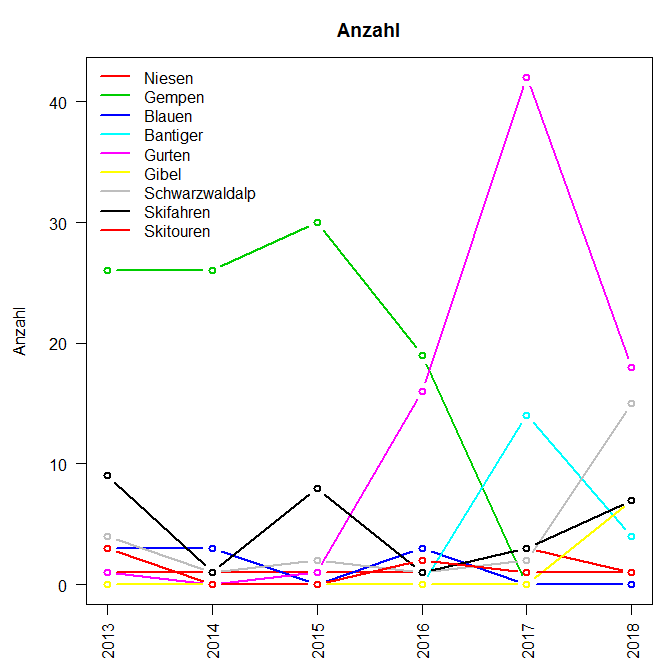 Anzahl
Niesen
Gempen
Blauen
Bantiger
Gurten
Gibel
Schwarzwaldalp
Skifahren
Skitouren
Anzahl
40
30
20
10
0
2013
2014
2015
2016
2017
2018